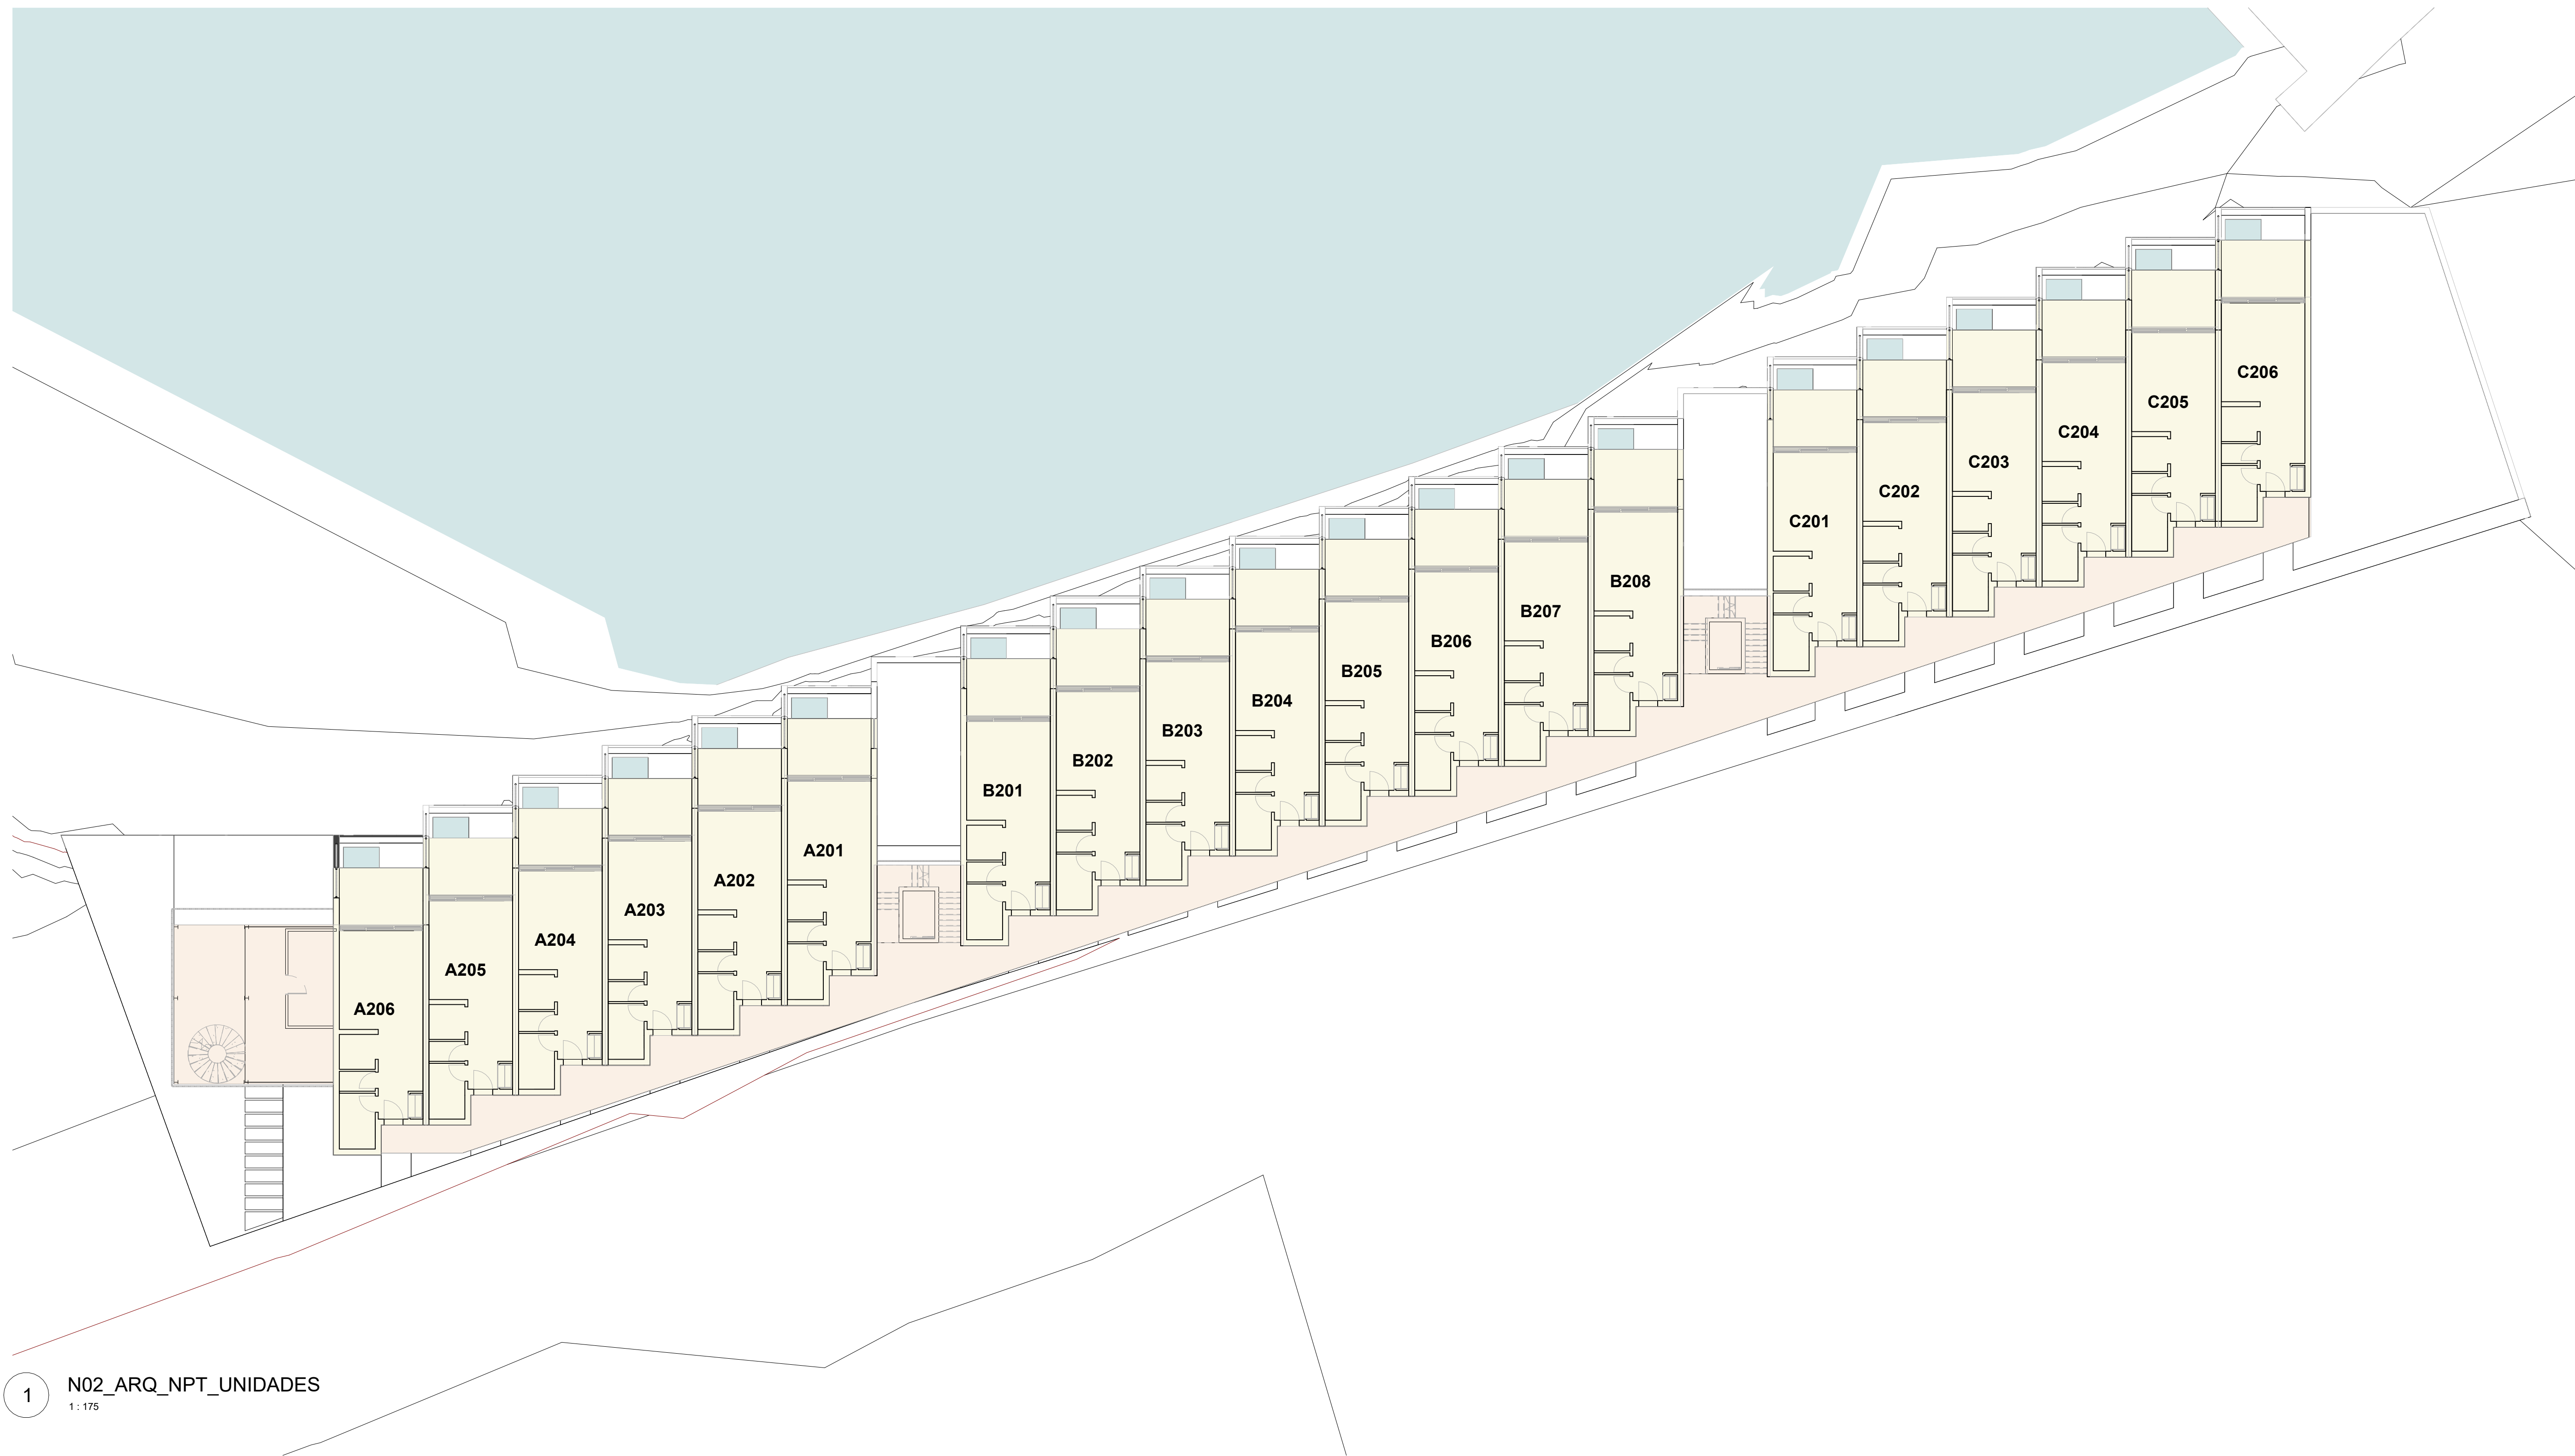 C206
C205
C204
C203
C202
C201
B208
B207
B206
B205
B204
B203
B202
B201
A201
A202
A203
A204
A205
A206
1
N02_ARQ_NPT_UNIDADES
1 : 175